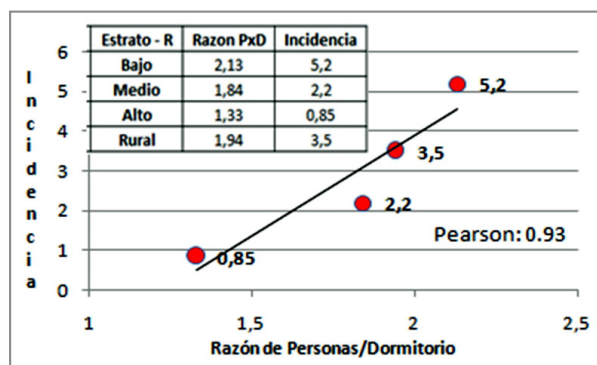 Estrato - R Razon PxD Incidencia
Bajo 2,13 5,2
Medio 1,84 2,2
Alto 1,33 0,85
Rural 1,94 3,5
Incidencia
6
5
4
3
2
1
0
5,2
3,5
2,2
0,85
Pearson: 0.93
1 1,5 2 2,5
Razón de Personas/Dormitorio